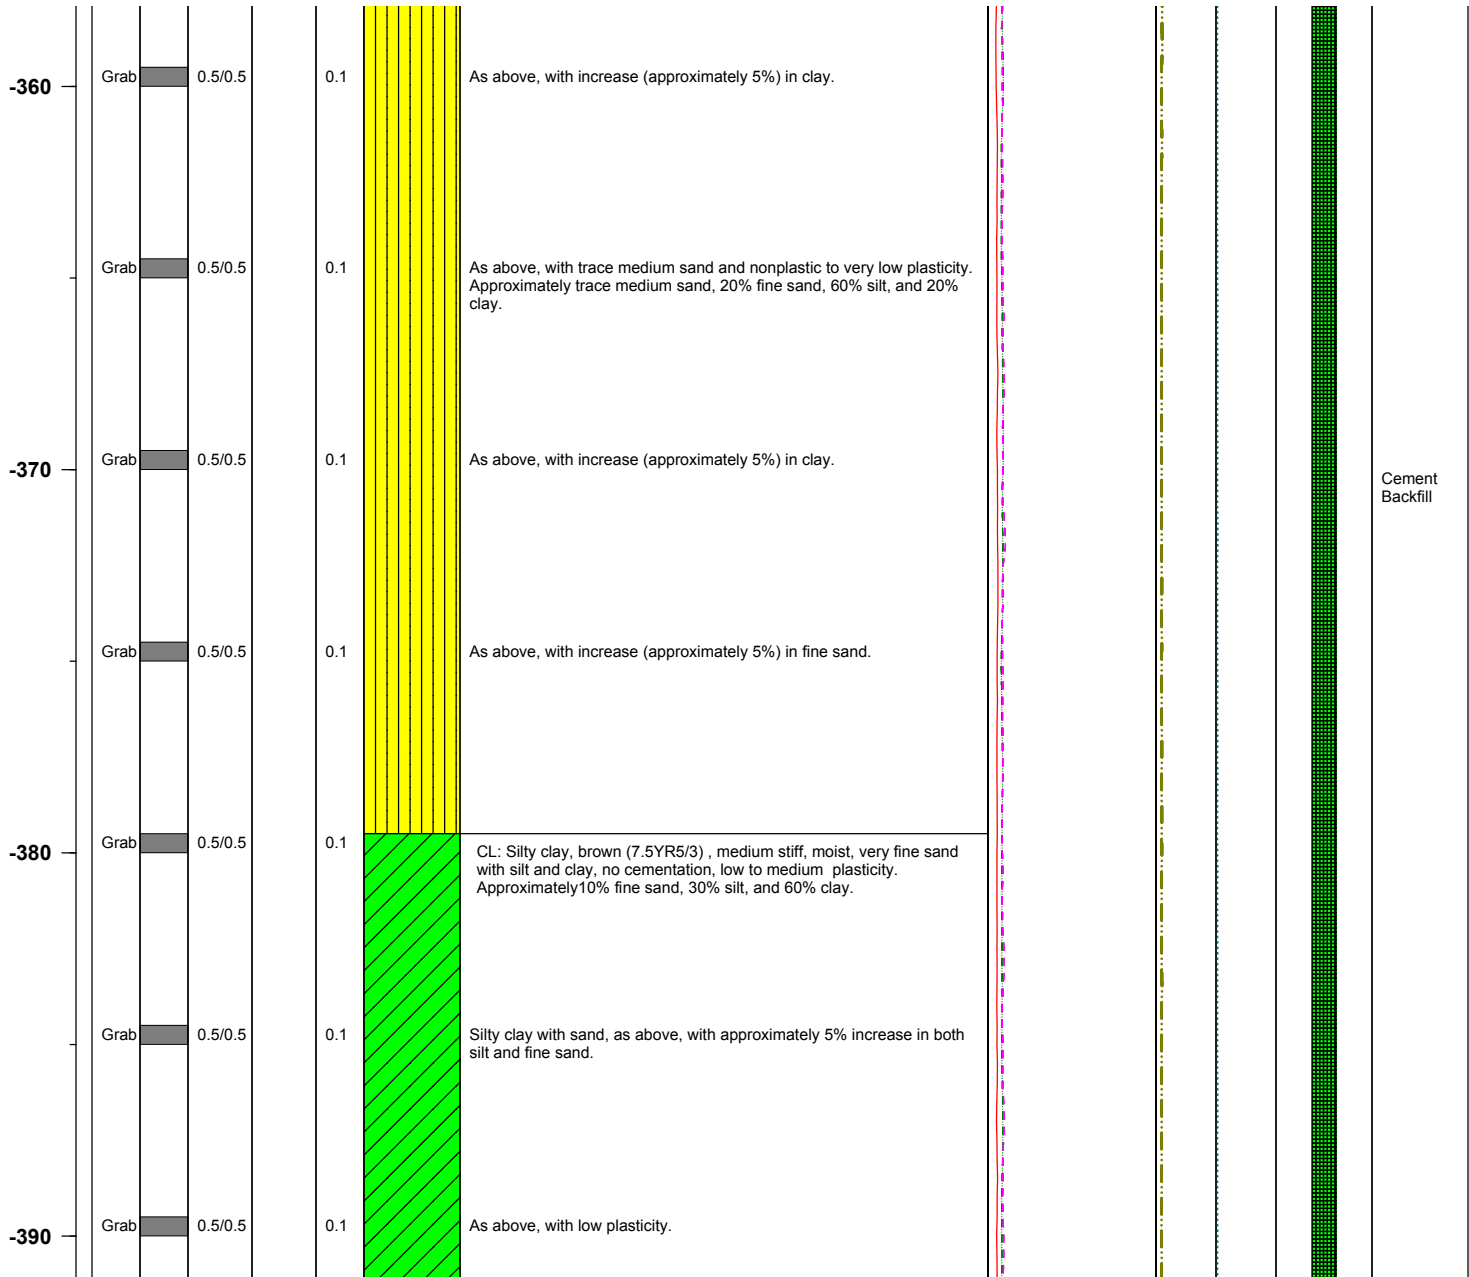 -360
Grab 0.5/0.5 0.1 As above, with increase (approximately 5%) in clay.
Grab 0.5/0.5 0.1 As above, with trace medium sand and nonplastic to very low plasticity.
Approximately trace medium sand, 20% fine sand, 60% silt, and 20%
clay.
-370
Grab 0.5/0.5 0.1 As above, with increase (approximately 5%) in clay.
Cement
Backfill
Grab 0.5/0.5 0.1 As above, with increase (approximately 5%) in fine sand.
-380
Grab 0.5/0.5 0.1
CL: Silty clay, brown (7.5YR5/3) , medium stiff, moist, very fine sand
with silt and clay, no cementation, low to medium plasticity.
Approximately10% fine sand, 30% silt, and 60% clay.
Grab 0.5/0.5 0.1 Silty clay with sand, as above, with approximately 5% increase in both
silt and fine sand.
-390
Grab 0.5/0.5 0.1 As above, with low plasticity.